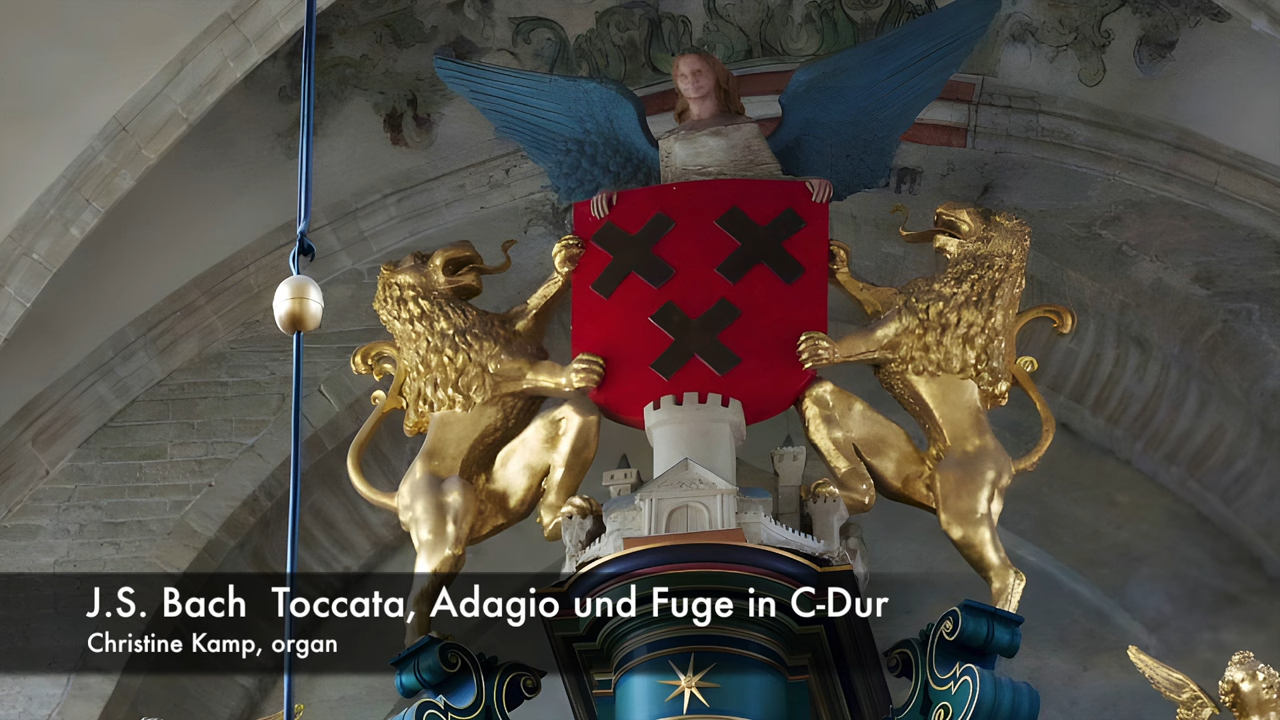 J.S. Bach  Toccata, Adagio und Fuge in C-Dur
Christine Kamp, organ